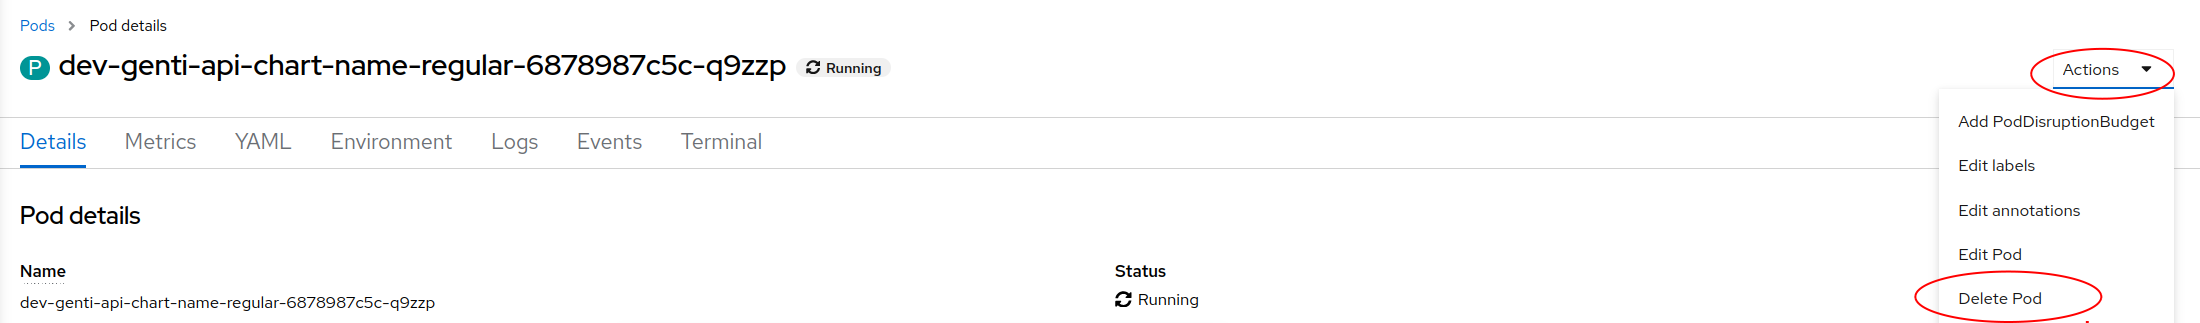 Pods > Pod details
P dev-genti-api-chart-name-regular-6878987c5c-q9zzp Running
Actions
Add PodDisruptionBudget
Edit labels
Edit annotations
Edit Pod
Delete Pod
Details Metrics YAML Environment Logs Events Terminal
Pod details
Name
dev-genti-api-chart-name-regular-6878987c5c-q9zzp
Status
Running